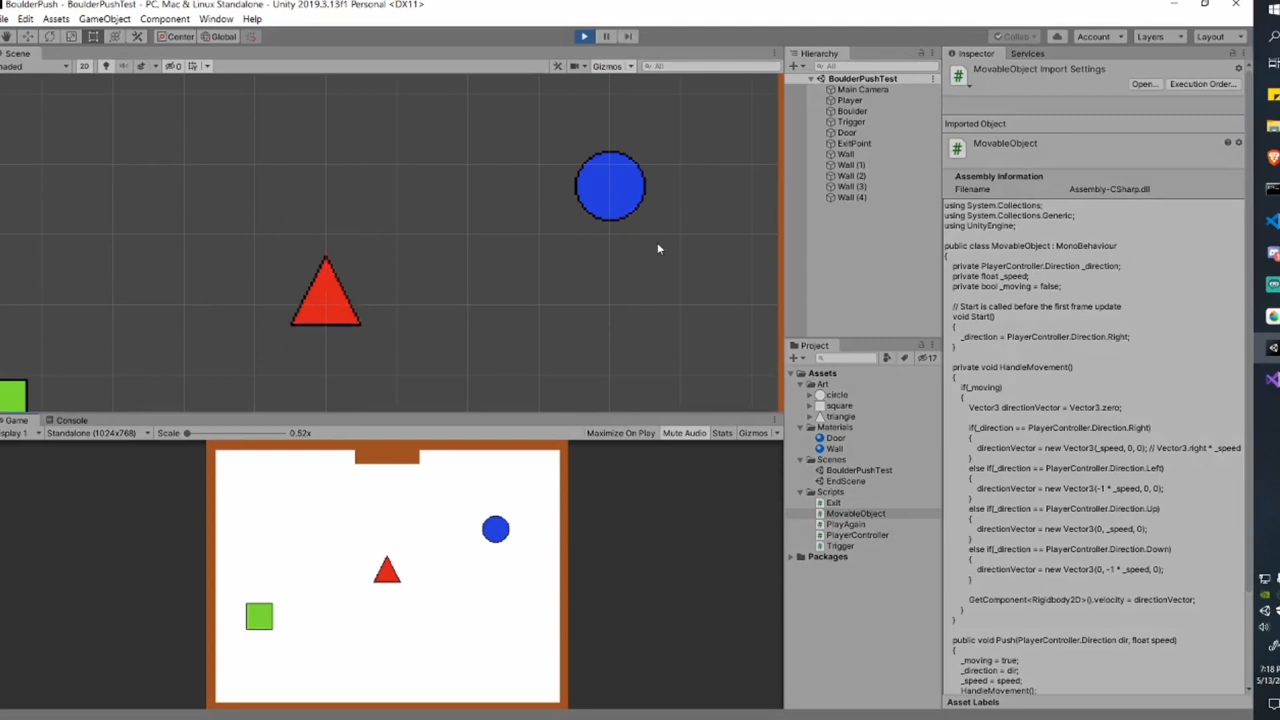 BoulderPush - BoulderPushTest - PC, Mac & Linux Standalone - Unity 2019.3.13f1 Personal <DX11>
Edit Assets GameObject Component Window Help
Center Global Collab Account Layers Layout
Scene
2D 0 Gizmos All
Hierarchy
All
BoulderPushTest
Main Camera
Player
Boulder
Trigger
Door
ExitPoint
Wall
Wall (1)
Wall (2)
Wall (3)
Wall (4)
Game Console
Standalone (1024x768) Scale 0.52x Maximize On Play Mute Audio Stats Gizmos
Project
17
Assets
Art
circle
square
triangle
Materials
Door
Wall
Scenes
BoulderPushTest
EndScene
Scripts
Exit
MovableObject
PlayAgain
PlayerController
Trigger
Packages
Inspector Services
MovableObject Import Settings
Open... Execution Order...
Imported Object
MovableObject
Assembly Information
Filename Assembly-CSharp.dll
using System.Collections;
using System.Collections.Generic;
using UnityEngine;
public class MovableObject : MonoBehaviour
{
private PlayerController.Direction _direction;
private float _speed;
private bool _moving = false;
// Start is called before the first frame update
void Start()
{
_direction = PlayerController.Direction.Right;
}
private void HandleMovement()
{
if(_moving)
{
Vector3 directionVector = Vector3.zero;
if(_direction == PlayerController.Direction.Right)
{
directionVector = new Vector3(_speed, 0, 0); // Vector3.right * _speed
}
else if(_direction == PlayerController.Direction.Left)
{
directionVector = new Vector3(-1 * _speed, 0, 0);
}
else if(_direction == PlayerController.Direction.Up)
{
directionVector = new Vector3(0, _speed, 0);
}
else if(_direction == PlayerController.Direction.Down)
{
directionVector = new Vector3(0, -1 * _speed, 0);
}
GetComponent<Rigidbody2D>().velocity = directionVector;
}
}
public void Push(PlayerController.Direction dir, float speed)
{
_moving = true;
_direction = dir;
_speed = speed;
HandleMovement();
Asset Labels
7:18
5/13/